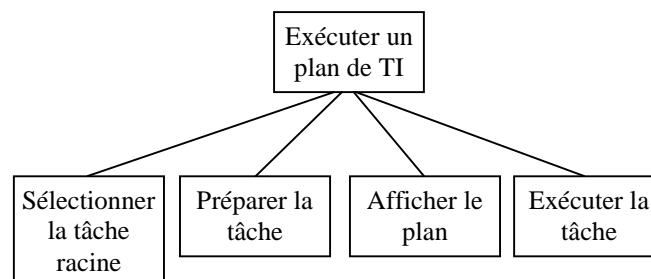 Exécuter un
plan de TI
Sélectionner
la tâche
racine
Préparer la
tâche
Afficher le
plan
Exécuter la
tâche